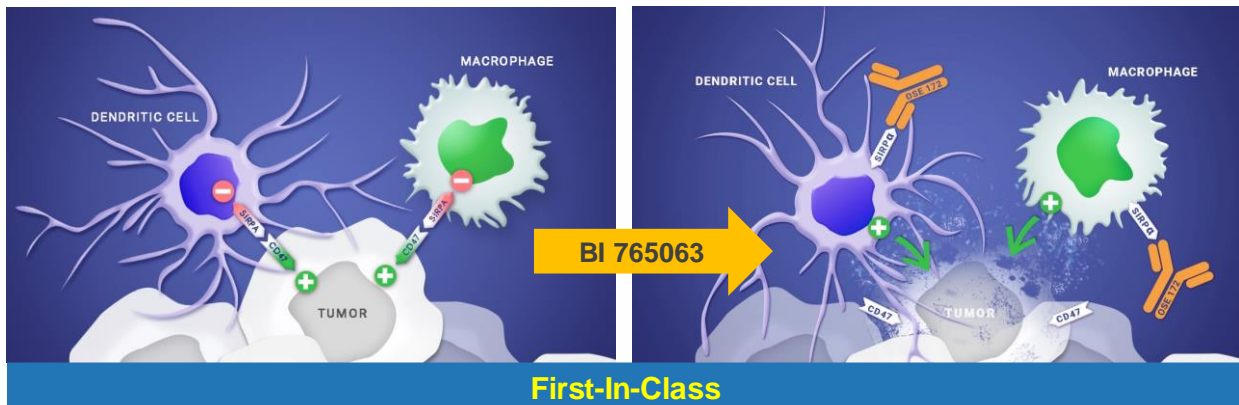 MACROPHAGE
DENDRITIC CELL
SIRPA
CD47
SIRPA
CD47
TUMOR
BI 765063
DENDRITIC CELL
OSE 172
SIRPα
MACROPHAGE
SIRPα
OSE 172
CD47
TUMOR
CD47
First-In-Class